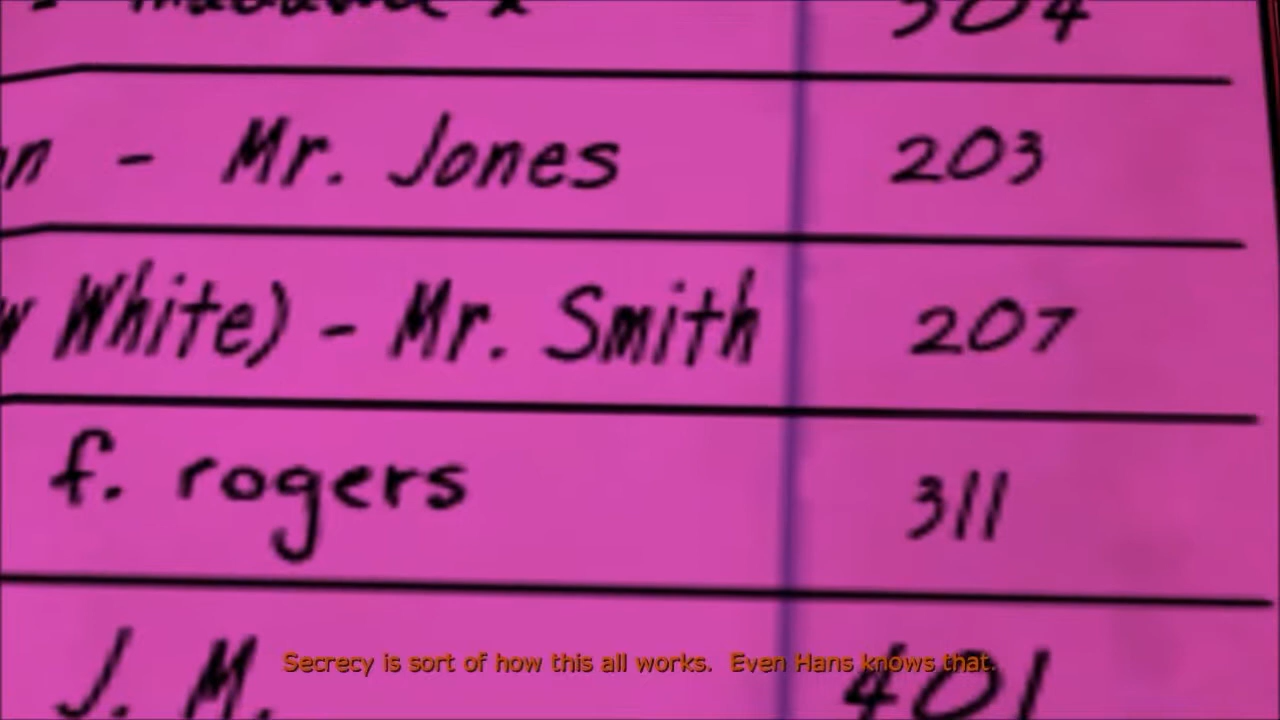 304
n - Mr. Jones 203
w White) - Mr. Smith 207
f. rogers 311
J. M. 401
Secrecy is sort of how this all works. Even Hans knows that.